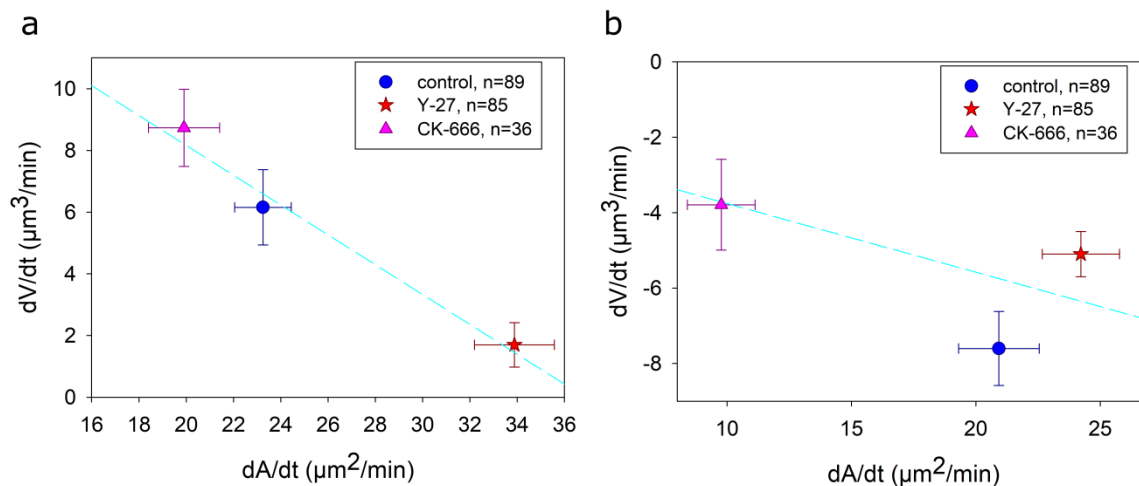 a
control, n=89
Y-27, n=85
CK-666, n=36
dV/dt (µm³/min)
10
8
6
4
2
0
16 18 20 22 24 26 28 30 32 34 36
dA/dt (µm²/min)
b
control, n=89
Y-27, n=85
CK-666, n=36
dV/dt (µm³/min)
0
-2
-4
-6
-8
10 15 20 25
dA/dt (µm²/min)